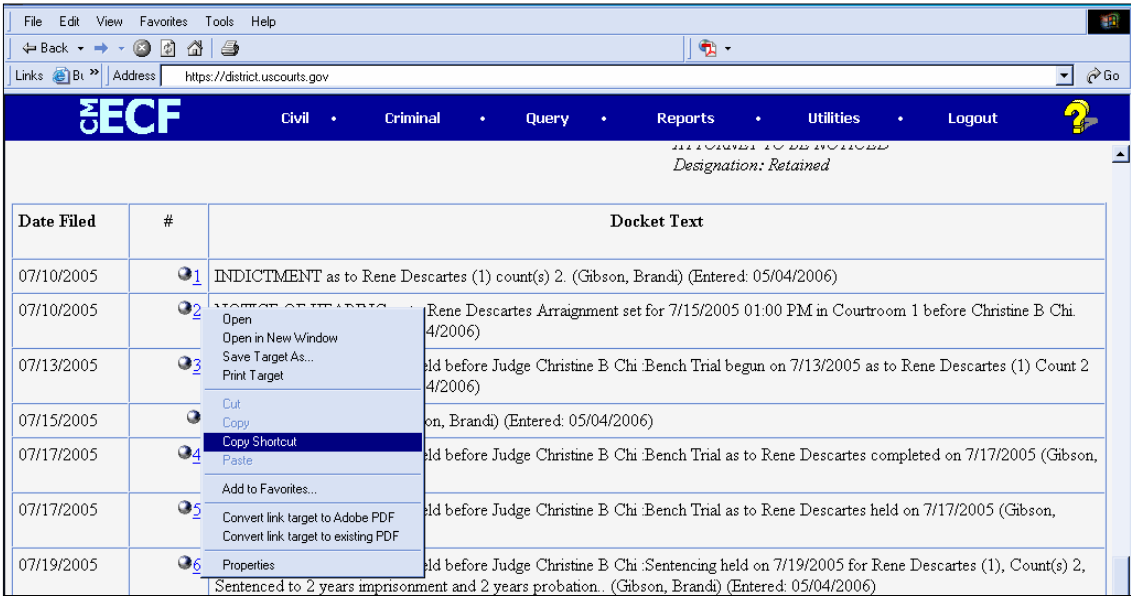 File Edit View Favorites Tools Help
Back
Links Address https://district.uscourts.gov Go
CM ECF Civil • Criminal • Query • Reports • Utilities • Logout ?
Designation: Retained
Date Filed # Docket Text
07/10/2005 1 INDICTMENT as to Rene Descartes (1) count(s) 2. (Gibson, Brandi) (Entered: 05/04/2006)
07/10/2005 2 Rene Descartes Arraignment set for 7/15/2005 01:00 PM in Courtroom 1 before Christine B Chi.
4/2006)
07/13/2005 3 eld before Judge Christine B Chi :Bench Trial begun on 7/13/2005 as to Rene Descartes (1) Count 2
4/2006)
07/15/2005 on, Brandi) (Entered: 05/04/2006)
07/17/2005 4 eld before Judge Christine B Chi :Bench Trial as to Rene Descartes completed on 7/17/2005 (Gibson,
07/17/2005 5 eld before Judge Christine B Chi :Bench Trial as to Rene Descartes held on 7/17/2005 (Gibson,
07/19/2005 6 eld before Judge Christine B Chi :Sentencing held on 7/19/2005 for Rene Descartes (1), Count(s) 2,
Sentenced to 2 years imprisonment and 2 years probation.. (Gibson, Brandi) (Entered: 05/04/2006)
Open
Open in New Window
Save Target As...
Print Target
Cut
Copy
Copy Shortcut
Paste
Add to Favorites...
Convert link target to Adobe PDF
Convert link target to existing PDF
Properties